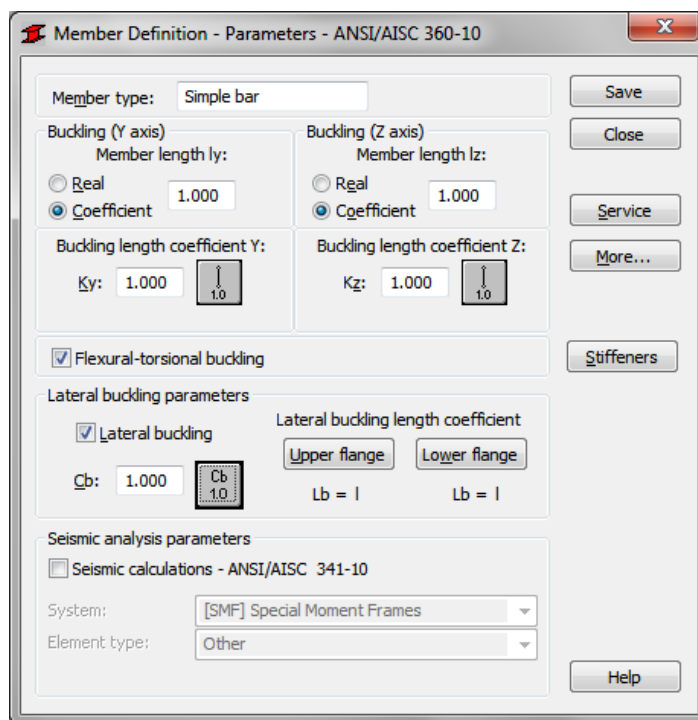 Member Definition - Parameters - ANSI/AISC 360-10
x
Member type: Simple bar
Save
Close
Buckling (Y axis)
Member length ly:
Real
Coefficient
1.000
Buckling (Z axis)
Member length lz:
Real
Coefficient
1.000
Service
More...
Buckling length coefficient Y:
Ky: 1.000
1.0
Buckling length coefficient Z:
Kz: 1.000
1.0
Flexural-torsional buckling
Stiffeners
Lateral buckling parameters
Lateral buckling
Cb: 1.000
Cb
1.0
Lateral buckling length coefficient
Upper flange Lower flange
Lb = l Lb = l
Seismic analysis parameters
Seismic calculations - ANSI/AISC 341-10
System: [SMF] Special Moment Frames
Element type: Other
Help